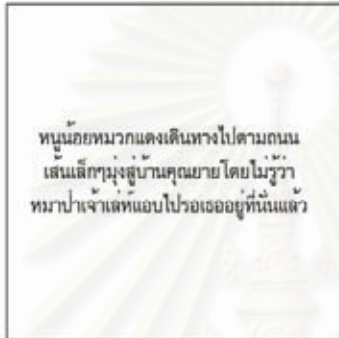 หนูน้อยหมวกแดงเดินทางไปตามถนน
เส้นเล็กๆมุ่งสู่บ้านคุณยายโดยไม่รู้ว่า
หมาป่าเจ้าเล่ห์แอบไปรอเธออยู่ที่นั่นแล้ว